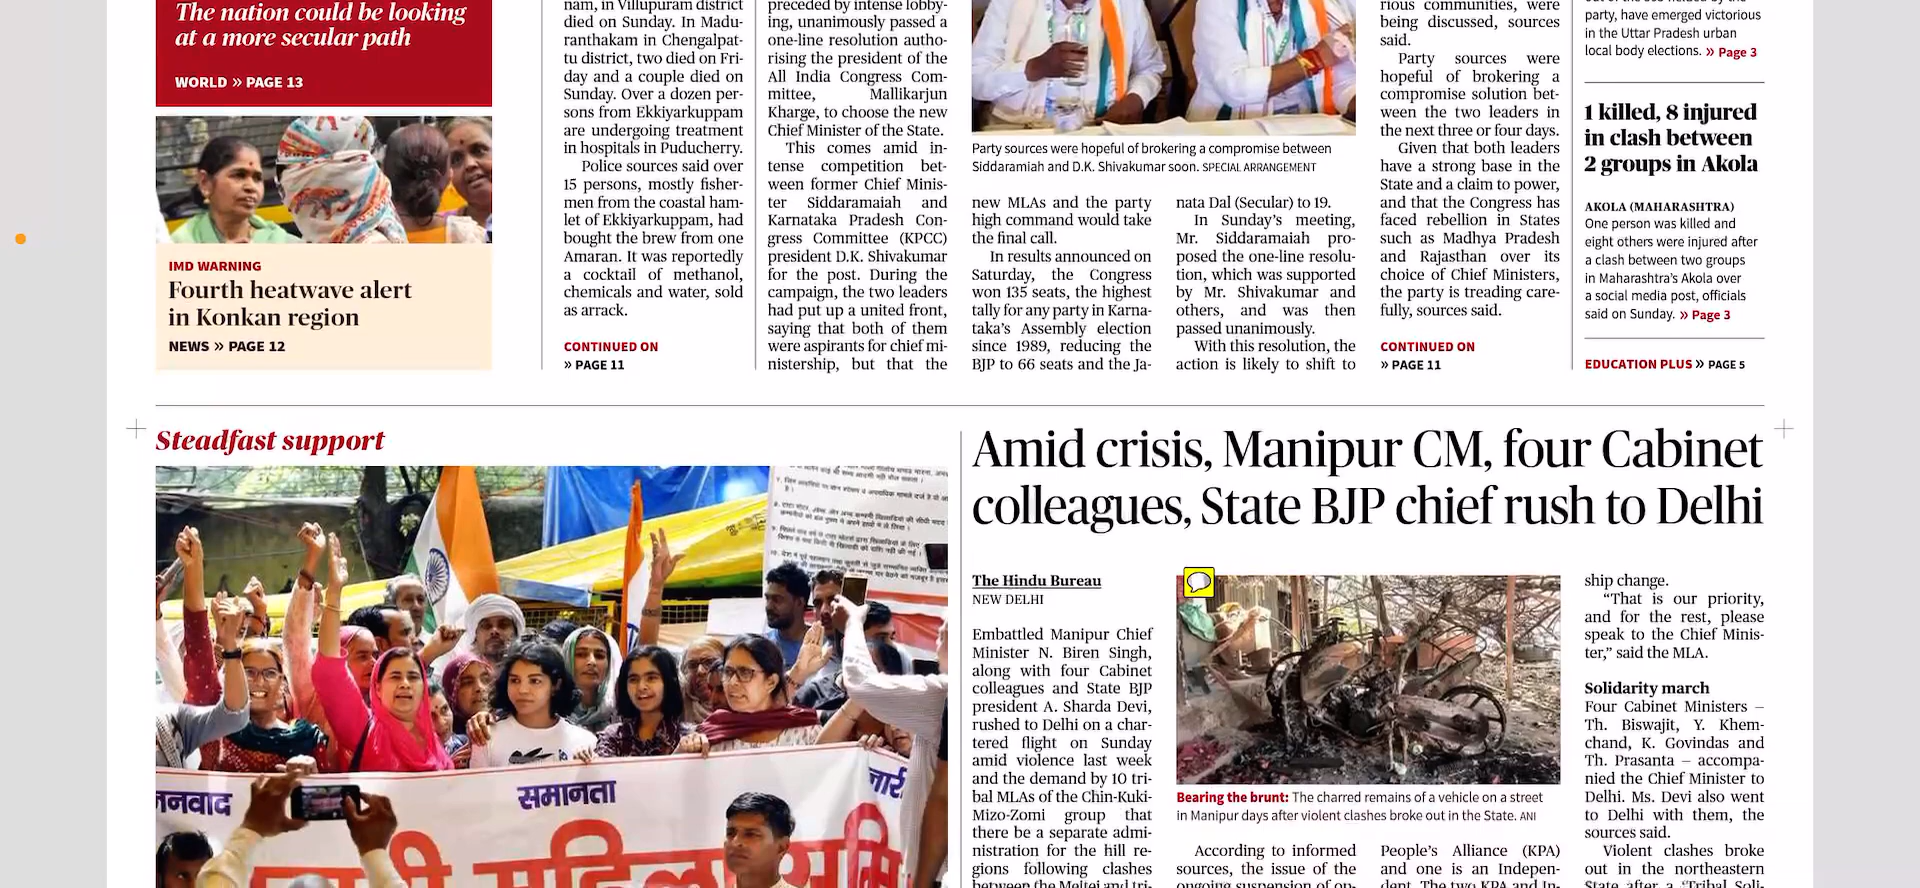 The nation could be looking
at a more secular path
WORLD » PAGE 13
IMD WARNING
Fourth heatwave alert
in Konkan region
NEWS » PAGE 12
nam, in Villupuram district
died on Sunday. In Madu-
ranthakam in Chengalpat-
tu district, two died on Fri-
day and a couple died on
Sunday. Over a dozen per-
sons from Ekkiyarkuppam
are undergoing treatment
in hospitals in Puducherry.
Police sources said over
15 persons, mostly fisher-
men from the coastal ham-
let of Ekkiyarkuppam, had
bought the brew from one
Amaran. It was reportedly
a cocktail of methanol,
chemicals and water, sold
as arrack.
CONTINUED ON
» PAGE 11
preceded by intense lobby-
ing, unanimously passed a
one-line resolution autho-
rising the president of the
All India Congress Com-
mittee, Mallikarjun
Kharge, to choose the new
Chief Minister of the State.
This comes amid in-
tense competition bet-
ween former Chief Minis-
ter Siddaramaiah and
Karnataka Pradesh Con-
gress Committee (KPCC)
president D.K. Shivakumar
for the post. During the
campaign, the two leaders
had put up a united front,
saying that both of them
were aspirants for chief mi-
nistership, but that the
Party sources were hopeful of brokering a compromise between
Siddaramiah and D.K. Shivakumar soon. SPECIAL ARRANGEMENT
new MLAs and the party
high command would take
the final call.
In results announced on
Saturday, the Congress
won 135 seats, the highest
tally for any party in Karna-
taka's Assembly election
since 1989, reducing the
BJP to 66 seats and the Ja-
nata Dal (Secular) to 19.
In Sunday's meeting,
Mr. Siddaramaiah pro-
posed the one-line resolu-
tion, which was supported
by Mr. Shivakumar and
others, and was then
passed unanimously.
With this resolution, the
action is likely to shift to
rious communities, were
being discussed, sources
said.
Party sources were
hopeful of brokering a
compromise solution bet-
ween the two leaders in
the next three or four days.
Given that both leaders
have a strong base in the
State and a claim to power,
and that the Congress has
faced rebellion in States
such as Madhya Pradesh
and Rajasthan over its
choice of Chief Ministers,
the party is treading care-
fully, sources said.
CONTINUED ON
» PAGE 11
party, have emerged victorious
in the Uttar Pradesh urban
local body elections. » Page 3
1 killed, 8 injured
in clash between
2 groups in Akola
AKOLA (MAHARASHTRA)
One person was killed and
eight others were injured after
a clash between two groups
in Maharashtra's Akola over
a social media post, officials
said on Sunday. » Page 3
EDUCATION PLUS » PAGE 5
Steadfast support
जनवाद
समानता
नारी
Amid crisis, Manipur CM, four Cabinet
colleagues, State BJP chief rush to Delhi
The Hindu Bureau
NEW DELHI
Embattled Manipur Chief
Minister N. Biren Singh,
along with four Cabinet
colleagues and State BJP
president A. Sharda Devi,
rushed to Delhi on a char-
tered flight on Sunday
amid violence last week
and the demand by 10 tri-
bal MLAs of the Chin-Kuki-
Mizo-Zomi group that
there be a separate admi-
nistration for the hill re-
gions following clashes
between the Meitei and tri-
Bearing the brunt: The charred remains of a vehicle on a street
in Manipur days after violent clashes broke out in the State. ANI
According to informed
sources, the issue of the
ongoing suspension of op-
People's Alliance (KPA)
and one is an Indepen-
dent. The two KPA and In-
ship change.
"That is our priority,
and for the rest, please
speak to the Chief Minis-
ter," said the MLA.
Solidarity march
Four Cabinet Ministers –
Th. Biswajit, Y. Khem-
chand, K. Govindas and
Th. Prasanta – accompa-
nied the Chief Minister to
Delhi. Ms. Devi also went
to Delhi with them, the
sources said.
Violent clashes broke
out in the northeastern
State after a "Tribal Soli-